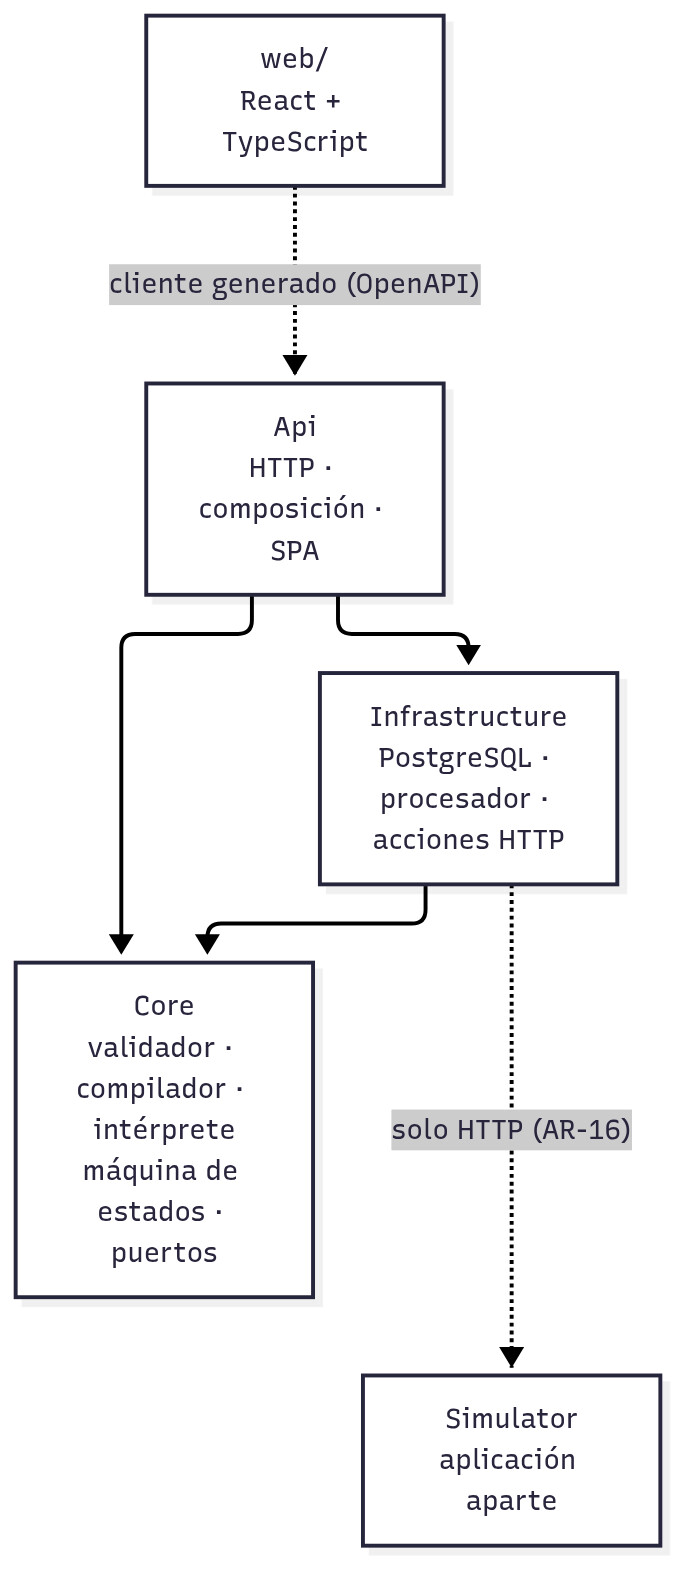 web/
React +
TypeScript
cliente generado (OpenAPI)
Api
HTTP ·
composición ·
SPA
Infrastructure
PostgreSQL ·
procesador ·
acciones HTTP
Core
validador ·
compilador ·
intérprete
máquina de
estados ·
puertos
solo HTTP (AR-16)
Simulator
aplicación
aparte